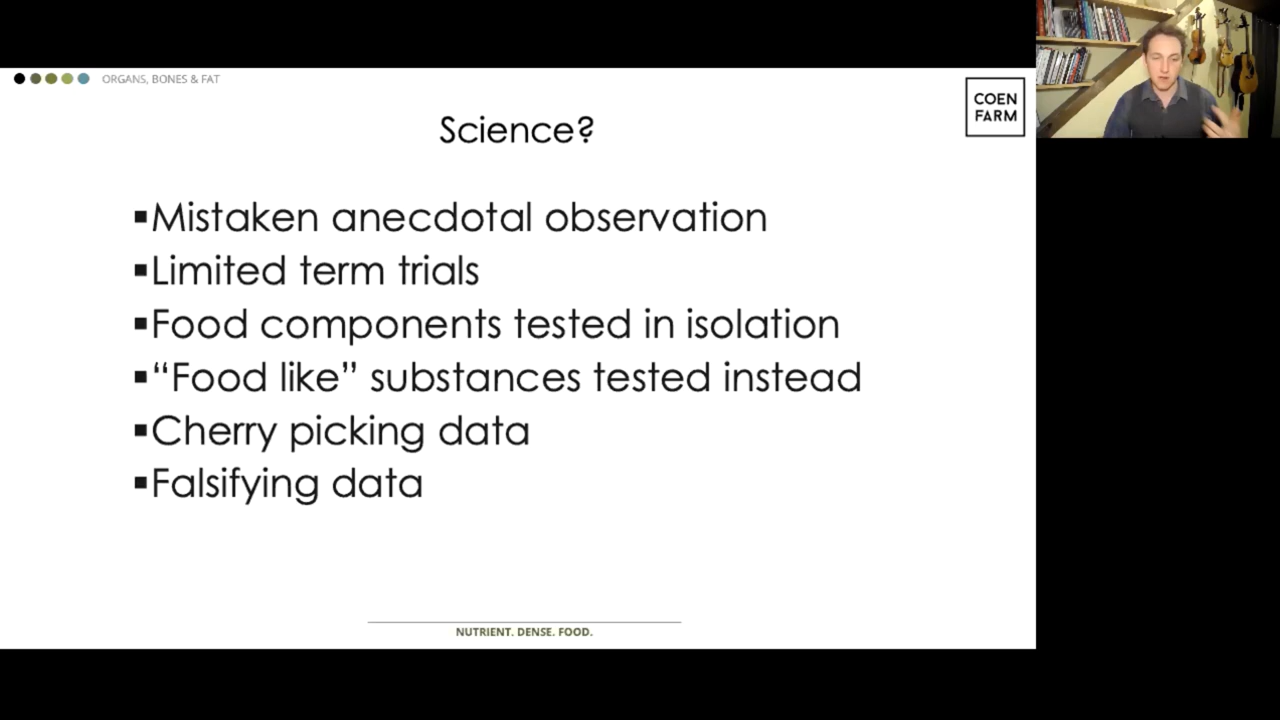 ORGANS, BONES & FAT
COEN
FARM
Science?
▪Mistaken anecdotal observation
▪Limited term trials
▪Food components tested in isolation
▪“Food like” substances tested instead
▪Cherry picking data
▪Falsifying data
NUTRIENT. DENSE. FOOD.